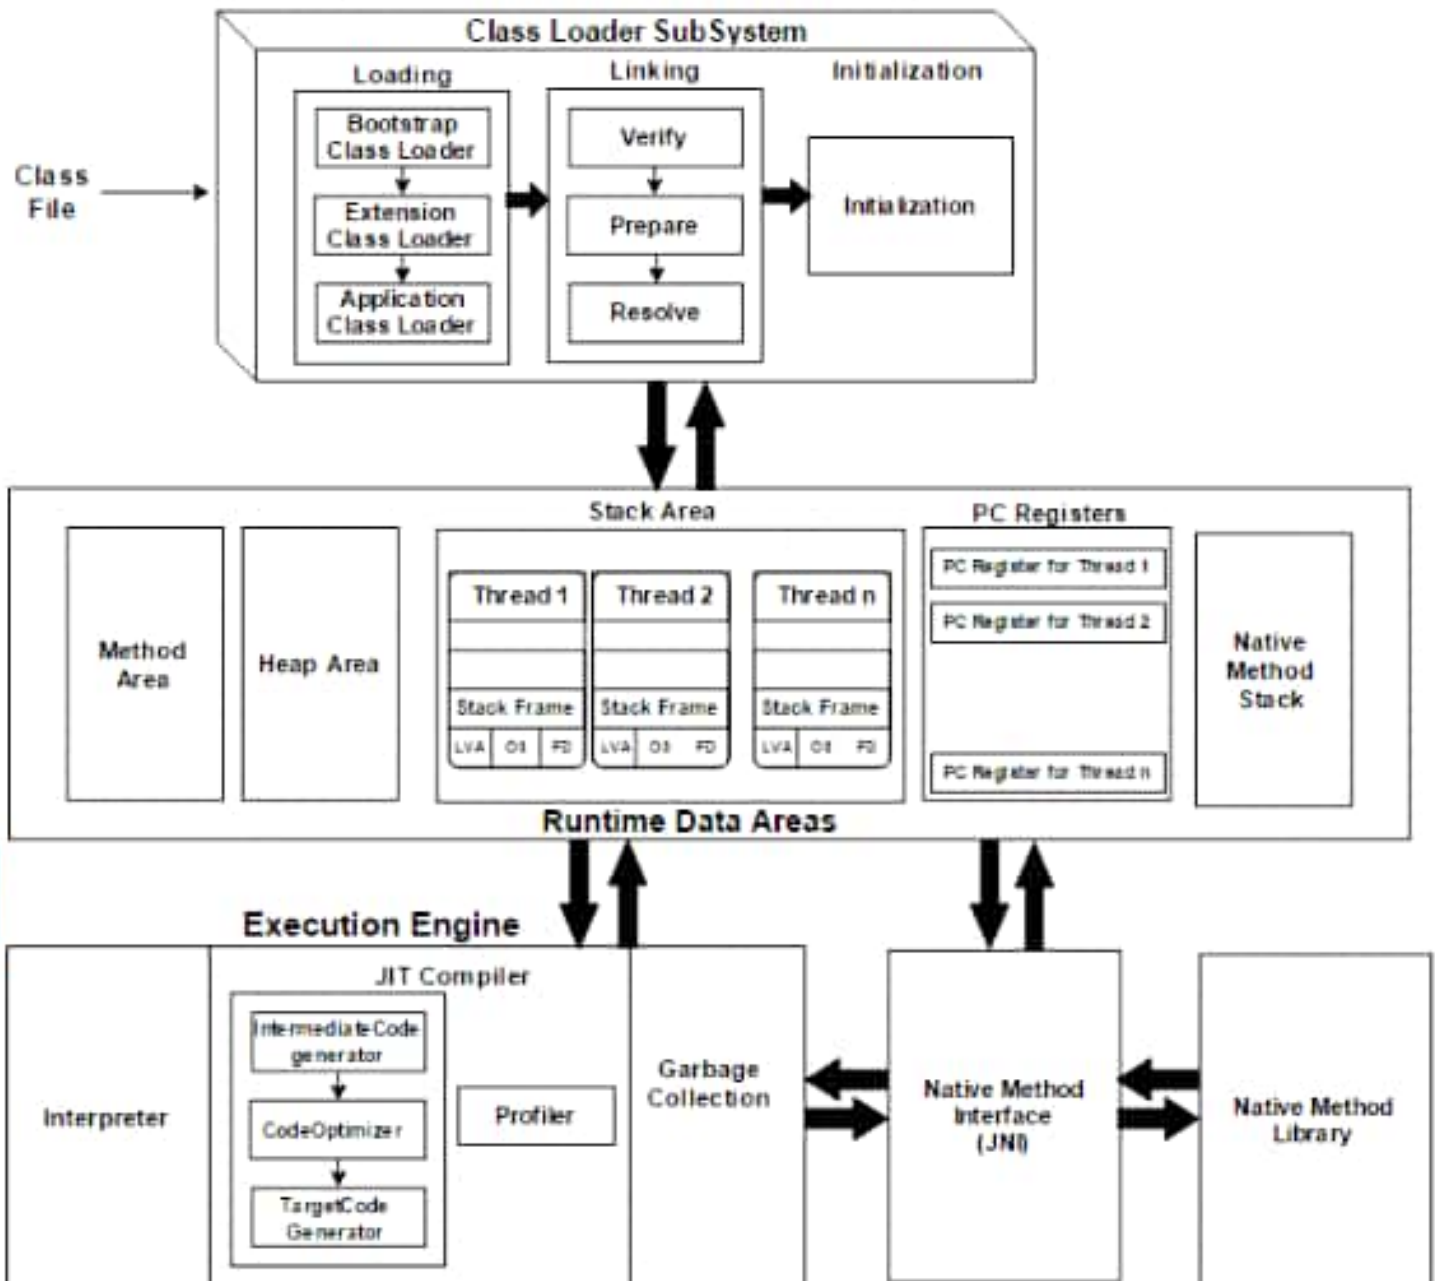 Class Loader SubSystem
Loading
Linking
Initialization
Class
File
Bootstrap
Class Loader
Extension
Class Loader
Application
Class Loader
Verify
Prepare
Resolve
Initialization
Stack Area
PC Registers
Method
Area
Heap Area
Thread 1
Stack Frame
LVA
FD
Thread 2
Stack Frame
LVA
FD
Thread n
Stack Frame
LVA
FD
PC Register for Thread 1
PC Register for Thread 2
PC Register for Thread n
Native
Method
Stack
Runtime Data Areas
Execution Engine
Interpreter
JIT Compiler
IntermediateCode
generator
CodeOptimizer
TargetCode
Generator
Profiler
Garbage
Collection
Native Method
Interface
(JNI)
Native Method
Library